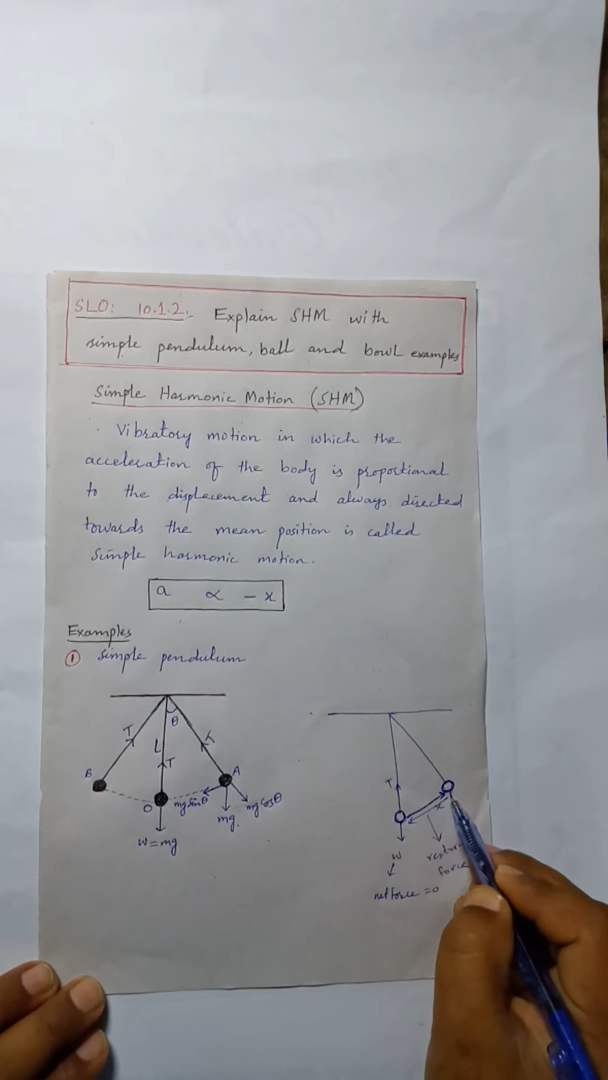 SLO: 10.1.2:- Explain SHM with
simple pendulum, ball and bowl examples
Simple Harmonic Motion (SHM)
Vibratory motion in which the
acceleration of the body is proportional
to the displacement and always directed
towards the mean position is called
simple harmonic motion.
a ∝ - x
Examples
① Simple pendulum
θ
T
L
T
B
A
O
mg sinθ
mg cosθ
mg
W = mg
T
x
W
force
net force = 0